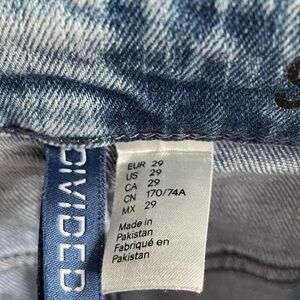 DIVIDED
EUR 29
US 29
CA 29
CN 170/74A
MX 29
Made in
Pakistan
Fabriqué en
Pakistan